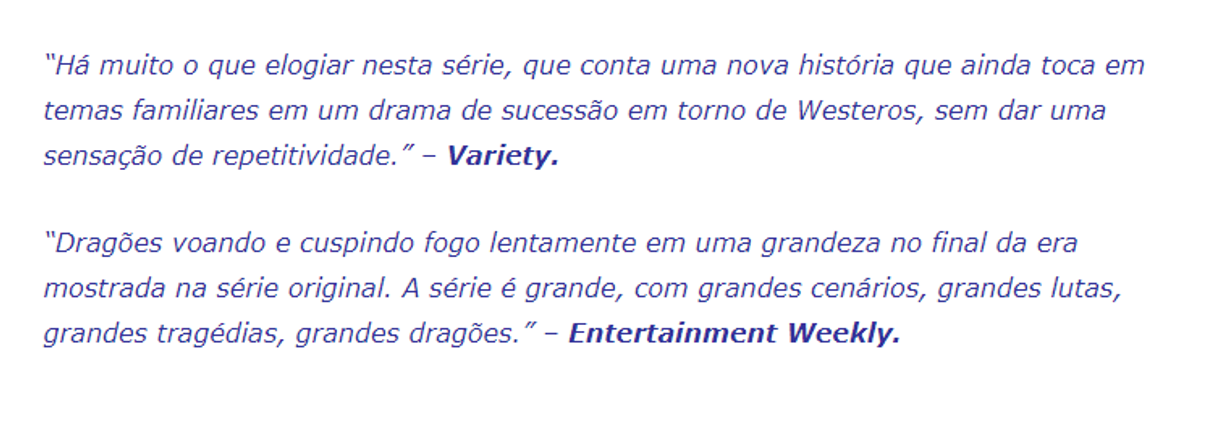 “Há muito o que elogiar nesta série, que conta uma nova história que ainda toca em
temas familiares em um drama de sucessão em torno de Westeros, sem dar uma
sensação de repetitividade.” – Variety.
“Dragões voando e cuspindo fogo lentamente em uma grandeza no final da era
mostrada na série original. A série é grande, com grandes cenários, grandes lutas,
grandes tragédias, grandes dragões.” – Entertainment Weekly.